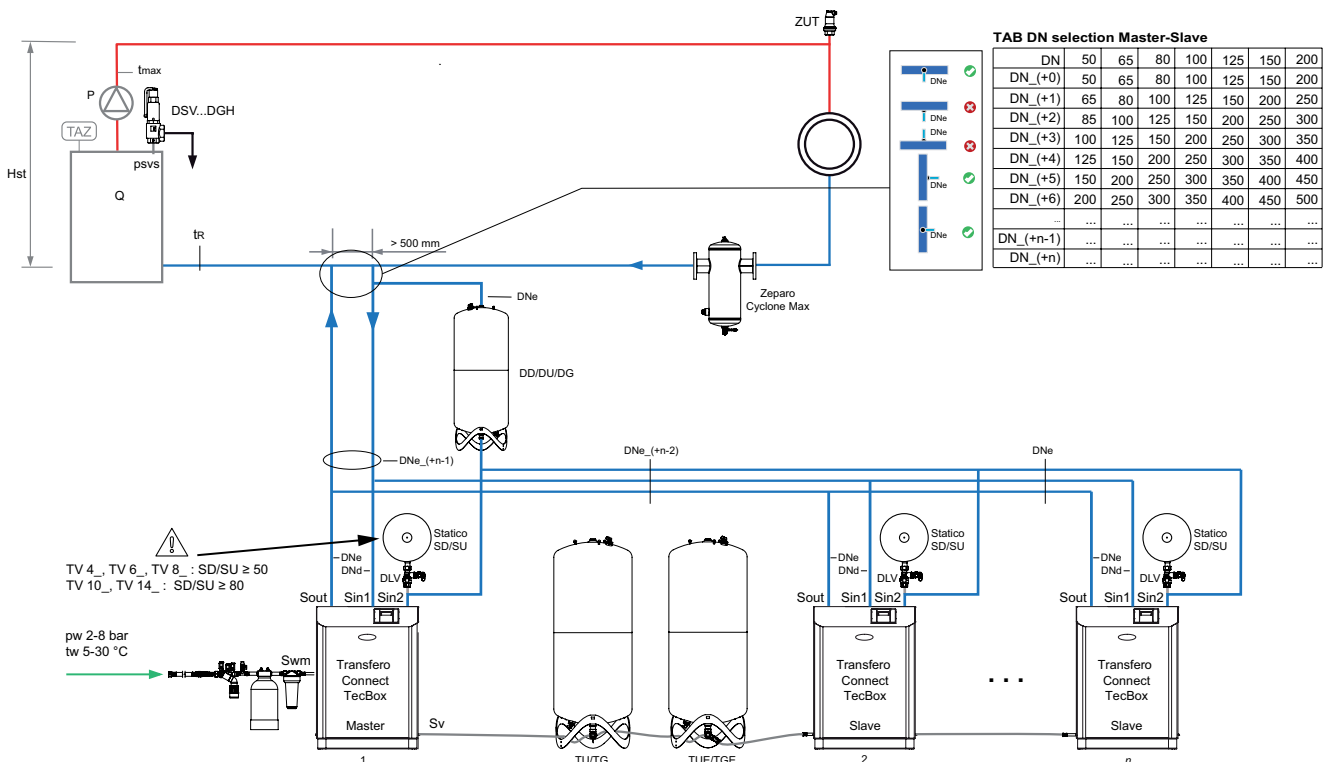 ZUT
TAB DN selection Master-Slave
DN 50 65 80 100 125 150 200
DN_(+0) 50 65 80 100 125 150 200
DN_(+1) 65 80 100 125 150 200 250
DN_(+2) 85 100 125 150 200 250 300
DN_(+3) 100 125 150 200 250 300 350
DN_(+4) 125 150 200 250 300 350 400
DN_(+5) 150 200 250 300 350 400 450
DN_(+6) 200 250 300 350 400 450 500
... ... ... ... ... ... ... ...
DN_(+n-1) ... ... ... ... ... ... ...
DN_(+n) ... ... ... ... ... ... ...
DNe
DNe
DNe
DNe
DNe
tmax
P
DSV...DGH
TAZ
psvs
Hst
Q
tR
> 500 mm
DNe
Zeparo
Cyclone Max
DD/DU/DG
DNe_(+n-1)
DNe_(+n-2)
DNe
TV 4_, TV 6_, TV 8_ : SD/SU ≥ 50
TV 10_, TV 14_ : SD/SU ≥ 80
Statico
SD/SU
DNe
DNd
DLV
Sout Sin1 Sin2
Statico
SD/SU
DNe
DNd
DLV
Sout Sin1 Sin2
Statico
SD/SU
DLV
Sout Sin1 Sin2
pw 2-8 bar
tw 5-30 °C
Swm
Transfero
Connect
TecBox
Master
Sv
1
TU/TG
TUE/TGE
Transfero
Connect
TecBox
Slave
2
. . .
Transfero
Connect
TecBox
Slave
n